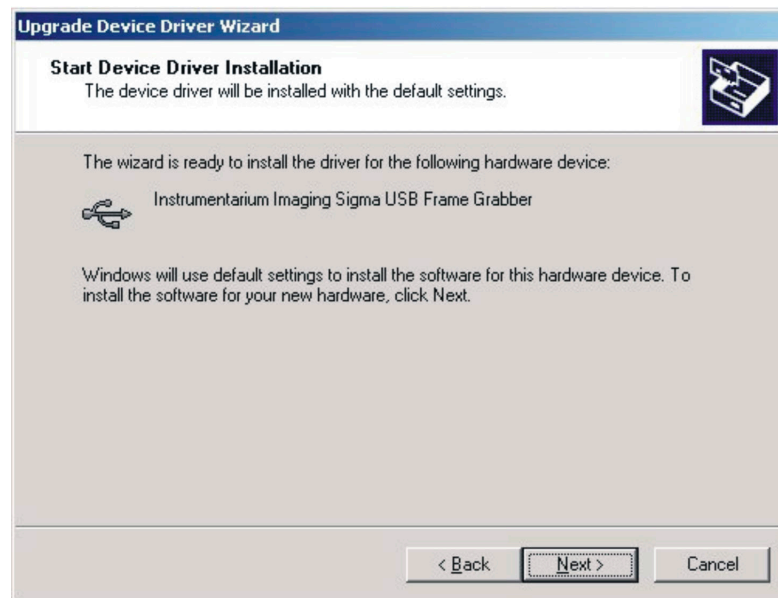 Upgrade Device Driver Wizard
Start Device Driver Installation
The device driver will be installed with the default settings.
The wizard is ready to install the driver for the following hardware device:
Instrumentarium Imaging Sigma USB Frame Grabber
Windows will use default settings to install the software for this hardware device. To
install the software for your new hardware, click Next.
< Back
Next >
Cancel